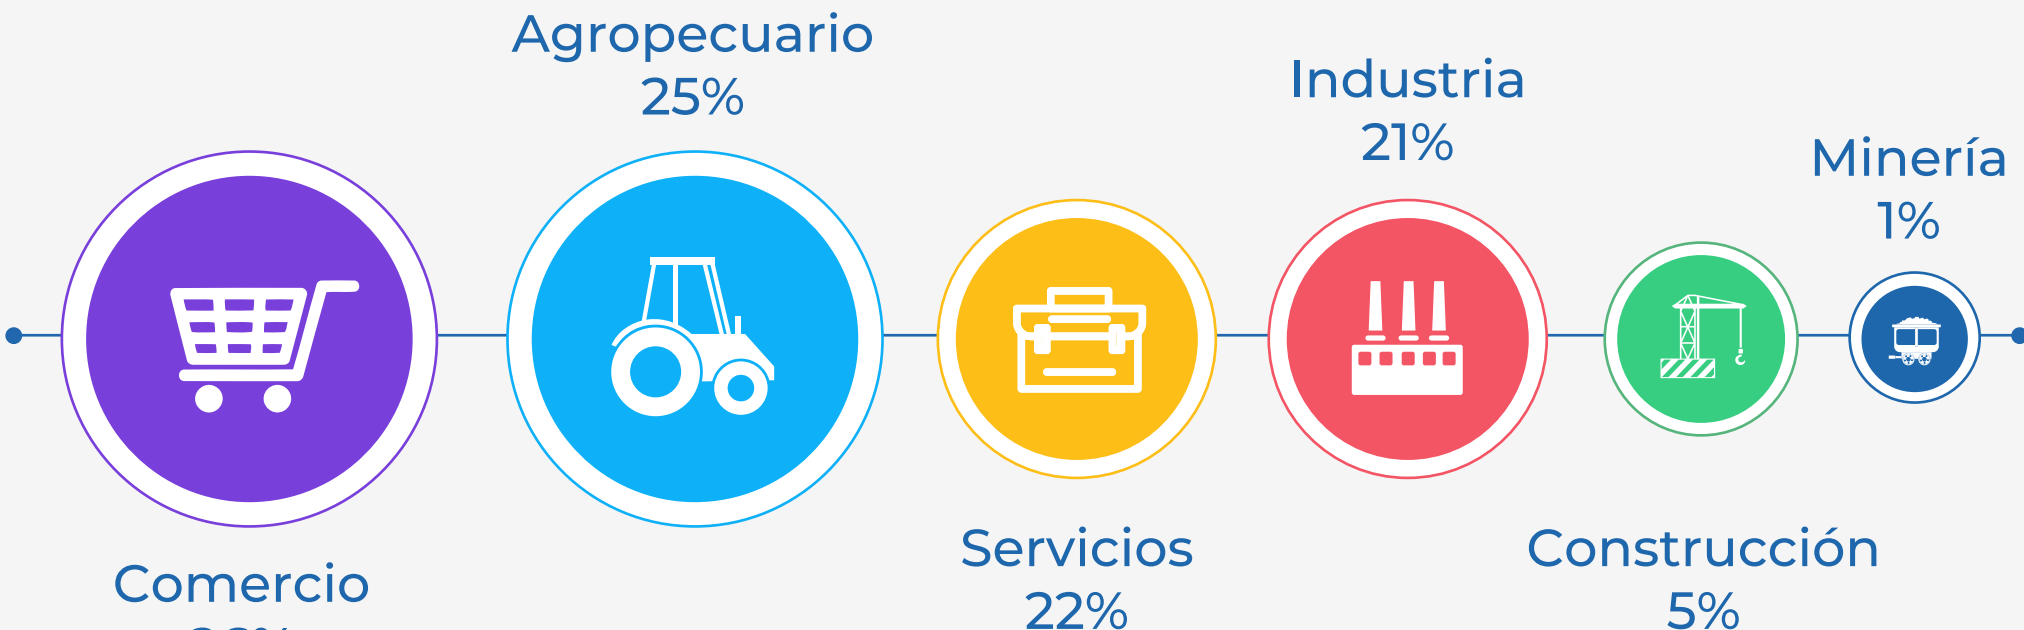 Agropecuario
25%
Industria
21%
Minería
1%
Servicios
22%
Construcción
5%
Comercio